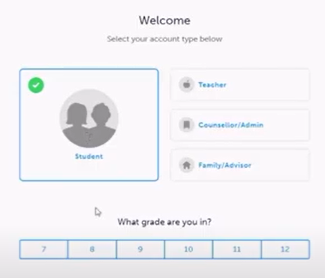 Welcome
Select your account type below
Student
Teacher
Counsellor/Admin
Family/Advisor
What grade are you in?
7 8 9 10 11 12